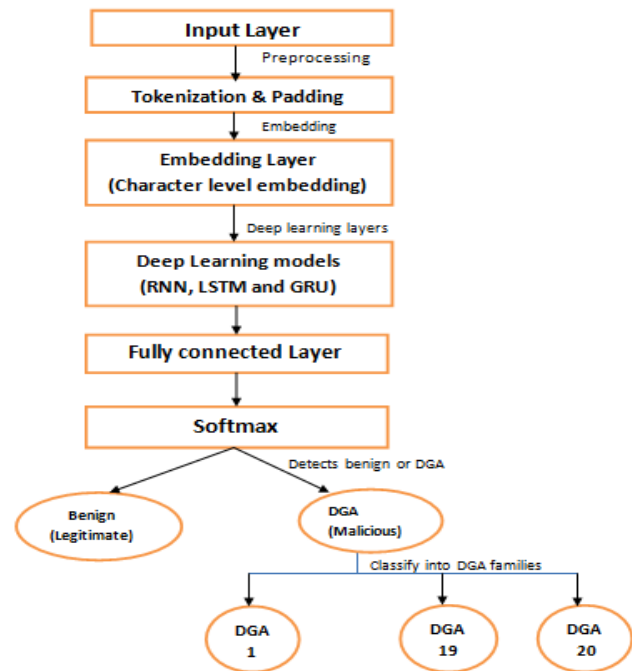 Input Layer
Preprocessing
Tokenization & Padding
Embedding
Embedding Layer
(Character level embedding)
Deep learning layers
Deep Learning models
(RNN, LSTM and GRU)
Fully connected Layer
Softmax
Detects benign or DGA
Benign
(Legitimate)
DGA
(Malicious)
Classify into DGA families
DGA
1
DGA
19
DGA
20